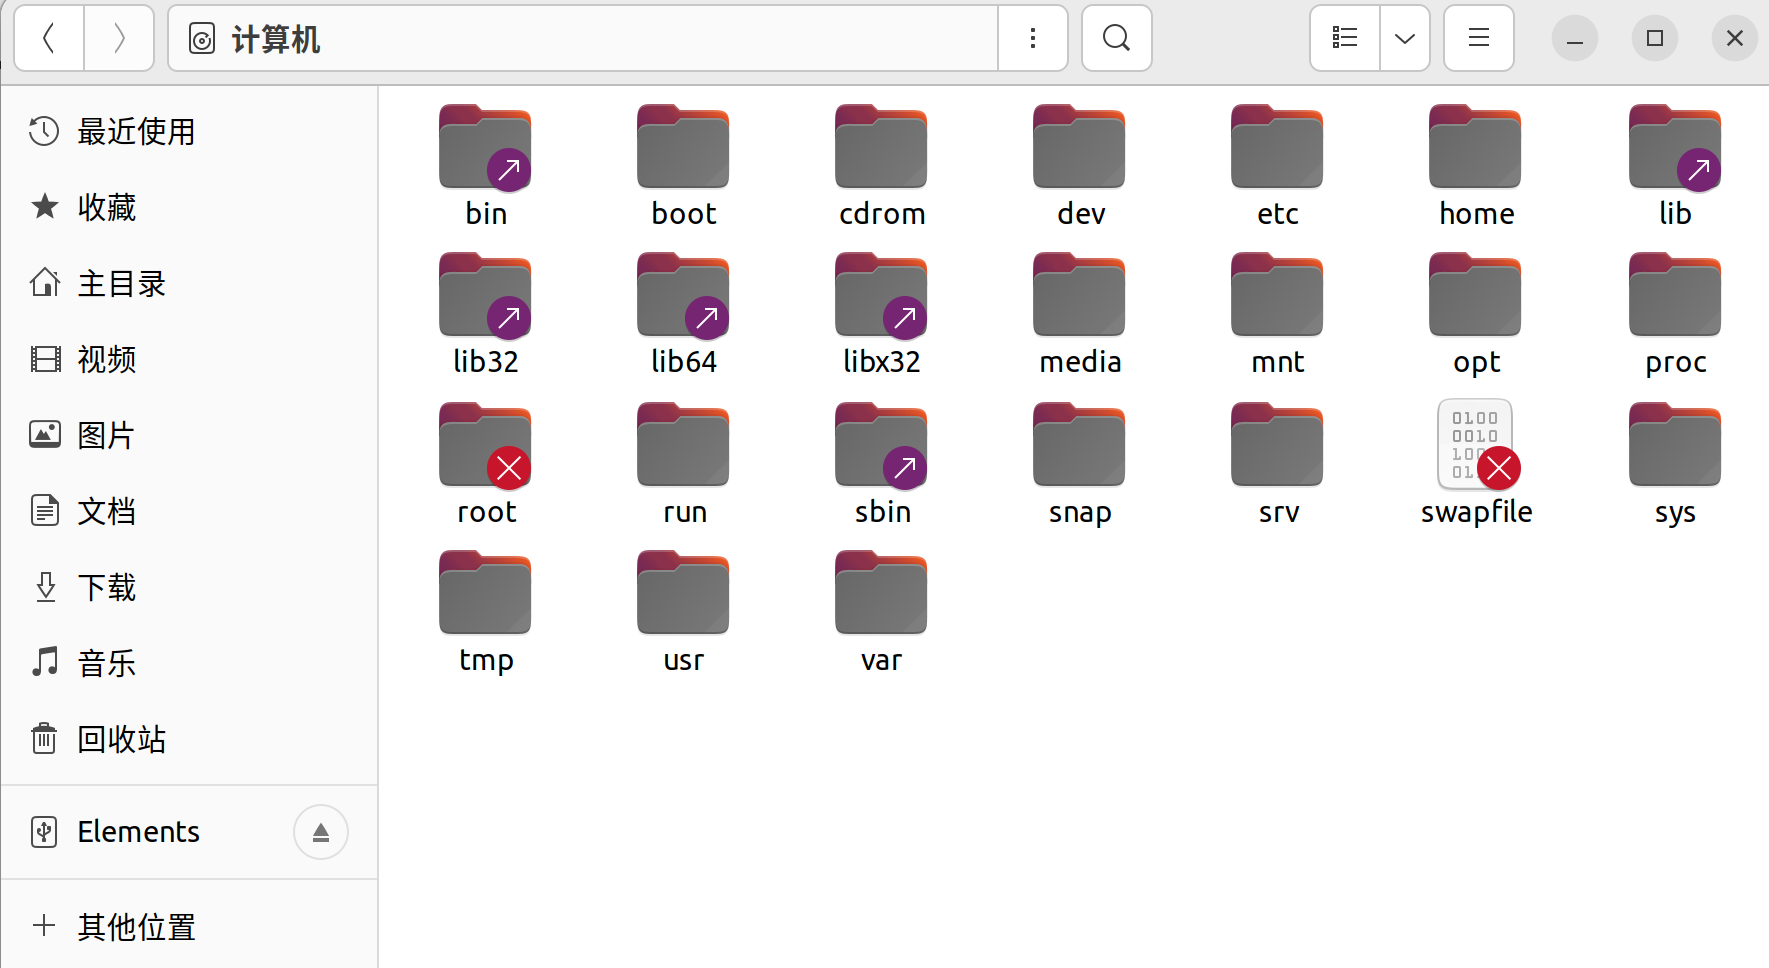 计算机
最近使用
收藏
主目录
视频
图片
文档
下载
音乐
回收站
Elements
其他位置
bin boot cdrom dev etc home lib
lib32 lib64 libx32 media mnt opt proc
root run sbin snap srv swapfile sys
tmp usr var